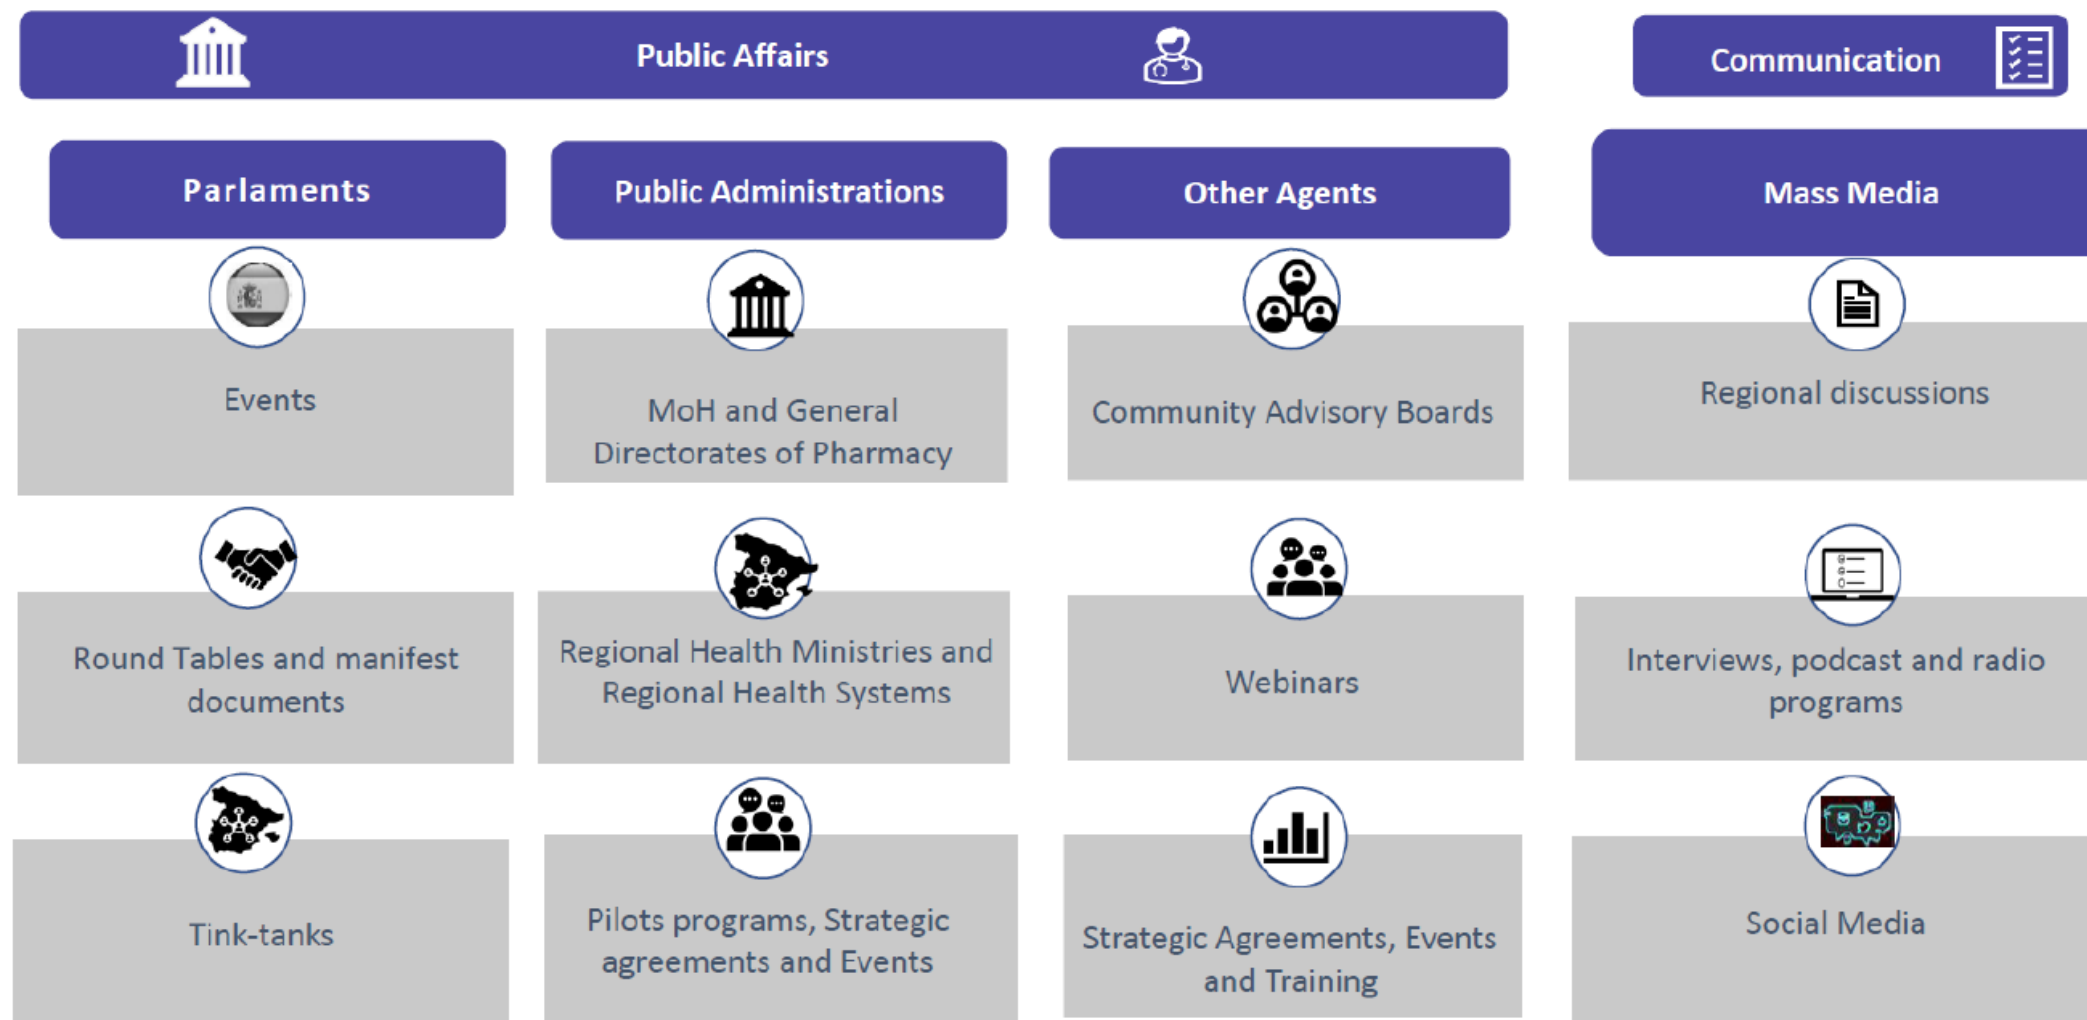 Public Affairs
Communication
Parlaments
Public Administrations
Other Agents
Mass Media
Events
MoH and General
Directorates of Pharmacy
Community Advisory Boards
Regional discussions
Round Tables and manifest
documents
Regional Health Ministries and
Regional Health Systems
Webinars
Interviews, podcast and radio
programs
Tink-tanks
Pilots programs, Strategic
agreements and Events
Strategic Agreements, Events
and Training
Social Media